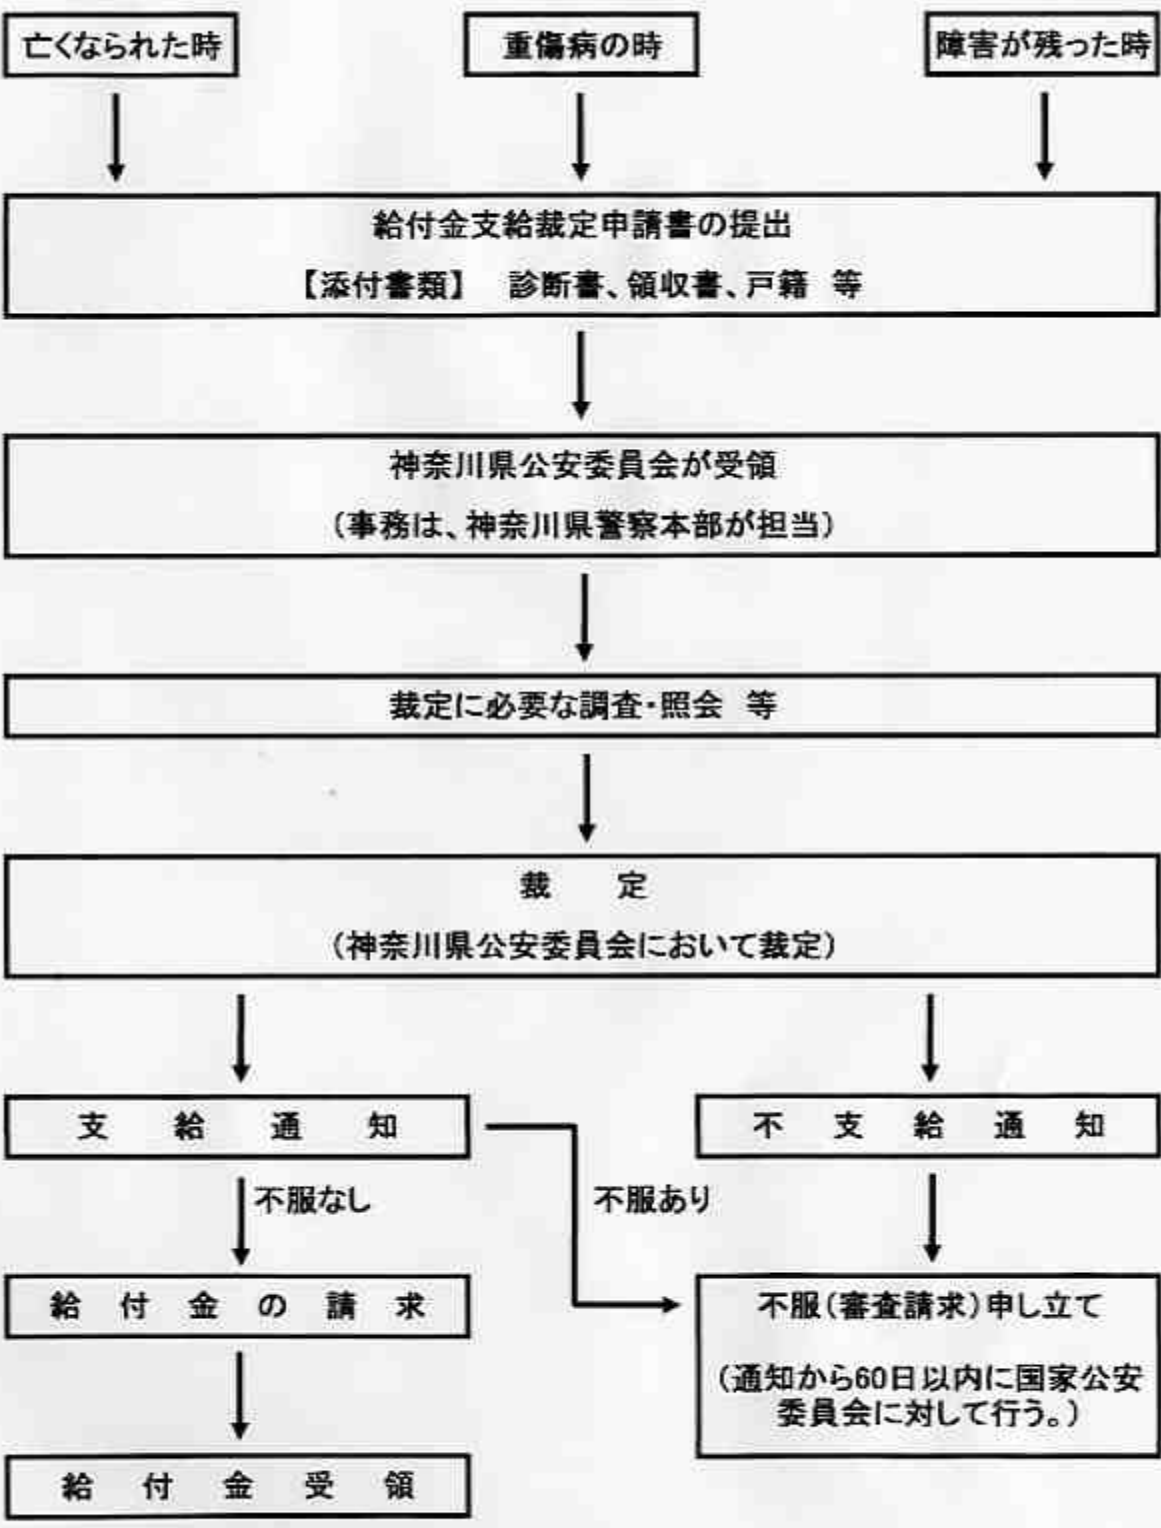 亡くなられた時
重傷病の時
障害が残った時
給付金支給裁定申請書の提出
【添付書類】 診断書、領収書、戸籍 等
神奈川県公安委員会が受領
(事務は、神奈川県警察本部が担当)
裁定に必要な調査・照会 等
裁 定
(神奈川県公安委員会において裁定)
支 給 通 知
不 支 給 通 知
不服なし
不服あり
給 付 金 の 請 求
不服(審査請求)申し立て
(通知から60日以内に国家公安
委員会に対して行う。)
給 付 金 受 領